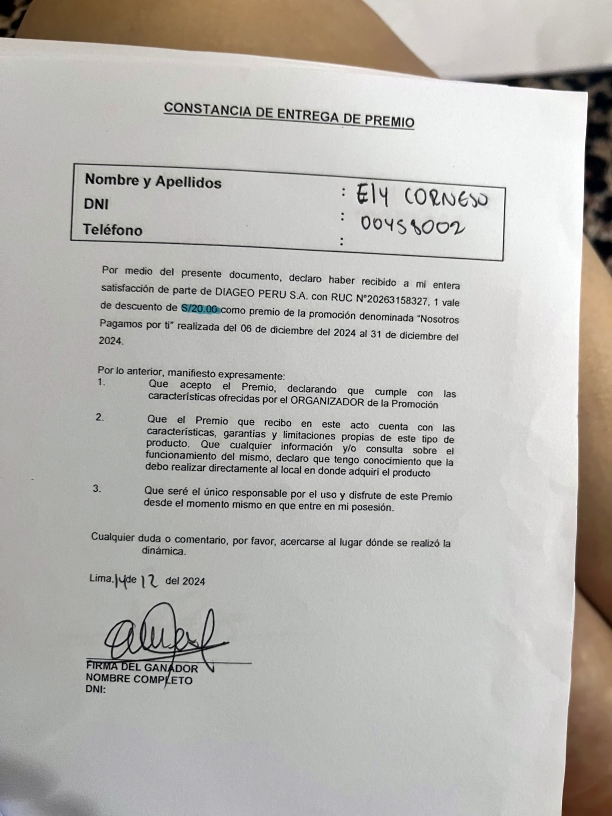 CONSTANCIA DE ENTREGA DE PREMIO
Nombre y Apellidos : Ely CORNESO
DNI : 00458002
Teléfono :
Por medio del presente documento, declaro haber recibido a mi entera
satisfacción de parte de DIAGEO PERU S.A. con RUC N°20263158327, 1 vale
de descuento de S/20.00 como premio de la promoción denominada "Nosotros
Pagamos por ti" realizada del 06 de diciembre del 2024 al 31 de diciembre del
2024.
Por lo anterior, manifiesto expresamente:
1. Que acepto el Premio, declarando que cumple con las
características ofrecidas por el ORGANIZADOR de la Promoción
2. Que el Premio que recibo en este acto cuenta con las
características, garantías y limitaciones propias de este tipo de
producto. Que cualquier información y/o consulta sobre el
funcionamiento del mismo, declaro que tengo conocimiento que la
debo realizar directamente al local en donde adquirí el producto
3. Que seré el único responsable por el uso y disfrute de este Premio
desde el momento mismo en que entre en mi posesión.
Cualquier duda o comentario, por favor, acercarse al lugar dónde se realizó la
dinámica.
Lima. 14 de 12 del 2024
FIRMA DEL GANADOR
NOMBRE COMPLETO
DNI: